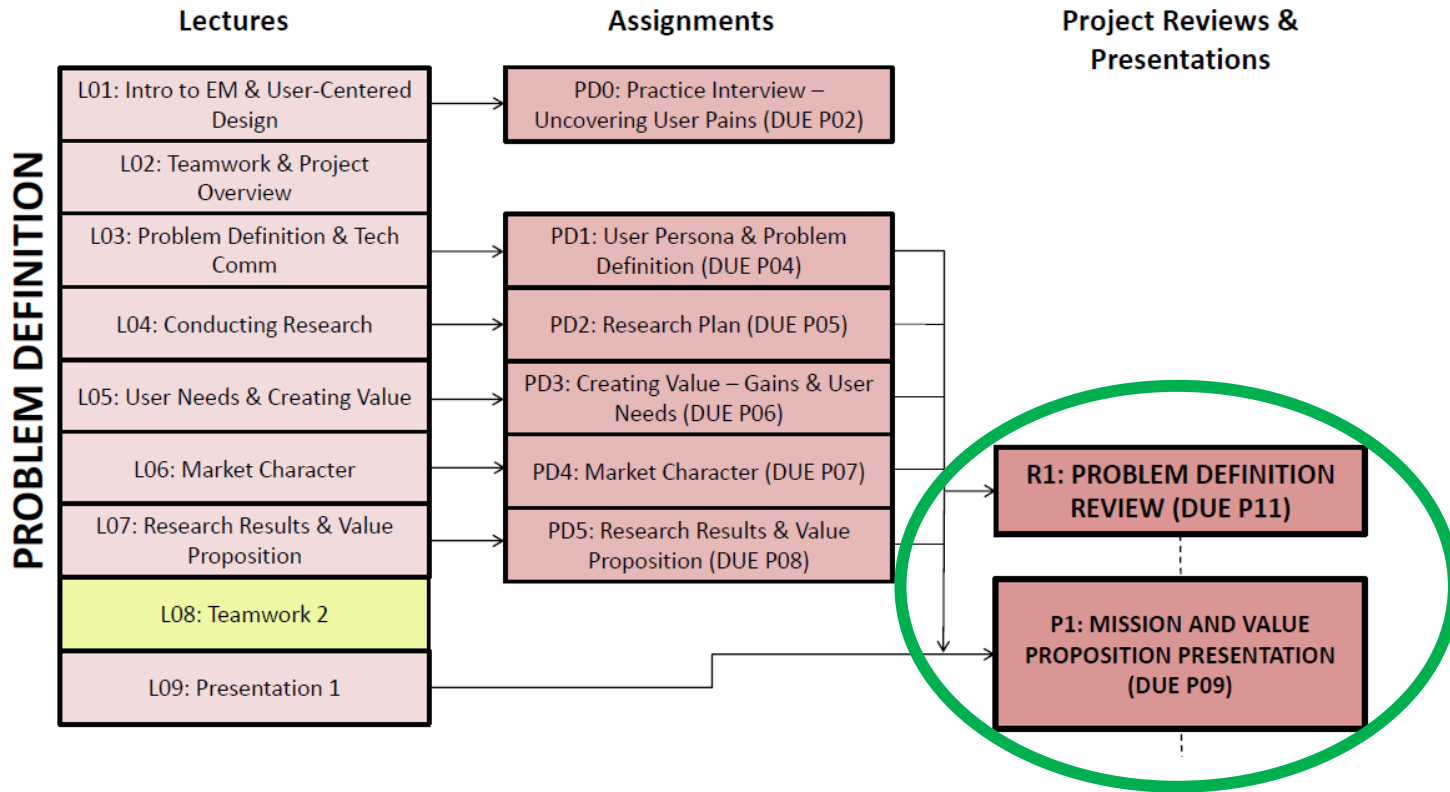 Lectures
Assignments
Project Reviews &
Presentations
PROBLEM DEFINITION
L01: Intro to EM & User-Centered
Design
L02: Teamwork & Project
Overview
L03: Problem Definition & Tech
Comm
L04: Conducting Research
L05: User Needs & Creating Value
L06: Market Character
L07: Research Results & Value
Proposition
L08: Teamwork 2
L09: Presentation 1
PD0: Practice Interview –
Uncovering User Pains (DUE P02)
PD1: User Persona & Problem
Definition (DUE P04)
PD2: Research Plan (DUE P05)
PD3: Creating Value – Gains & User
Needs (DUE P06)
PD4: Market Character (DUE P07)
PD5: Research Results & Value
Proposition (DUE P08)
R1: PROBLEM DEFINITION
REVIEW (DUE P11)
P1: MISSION AND VALUE
PROPOSITION PRESENTATION
(DUE P09)